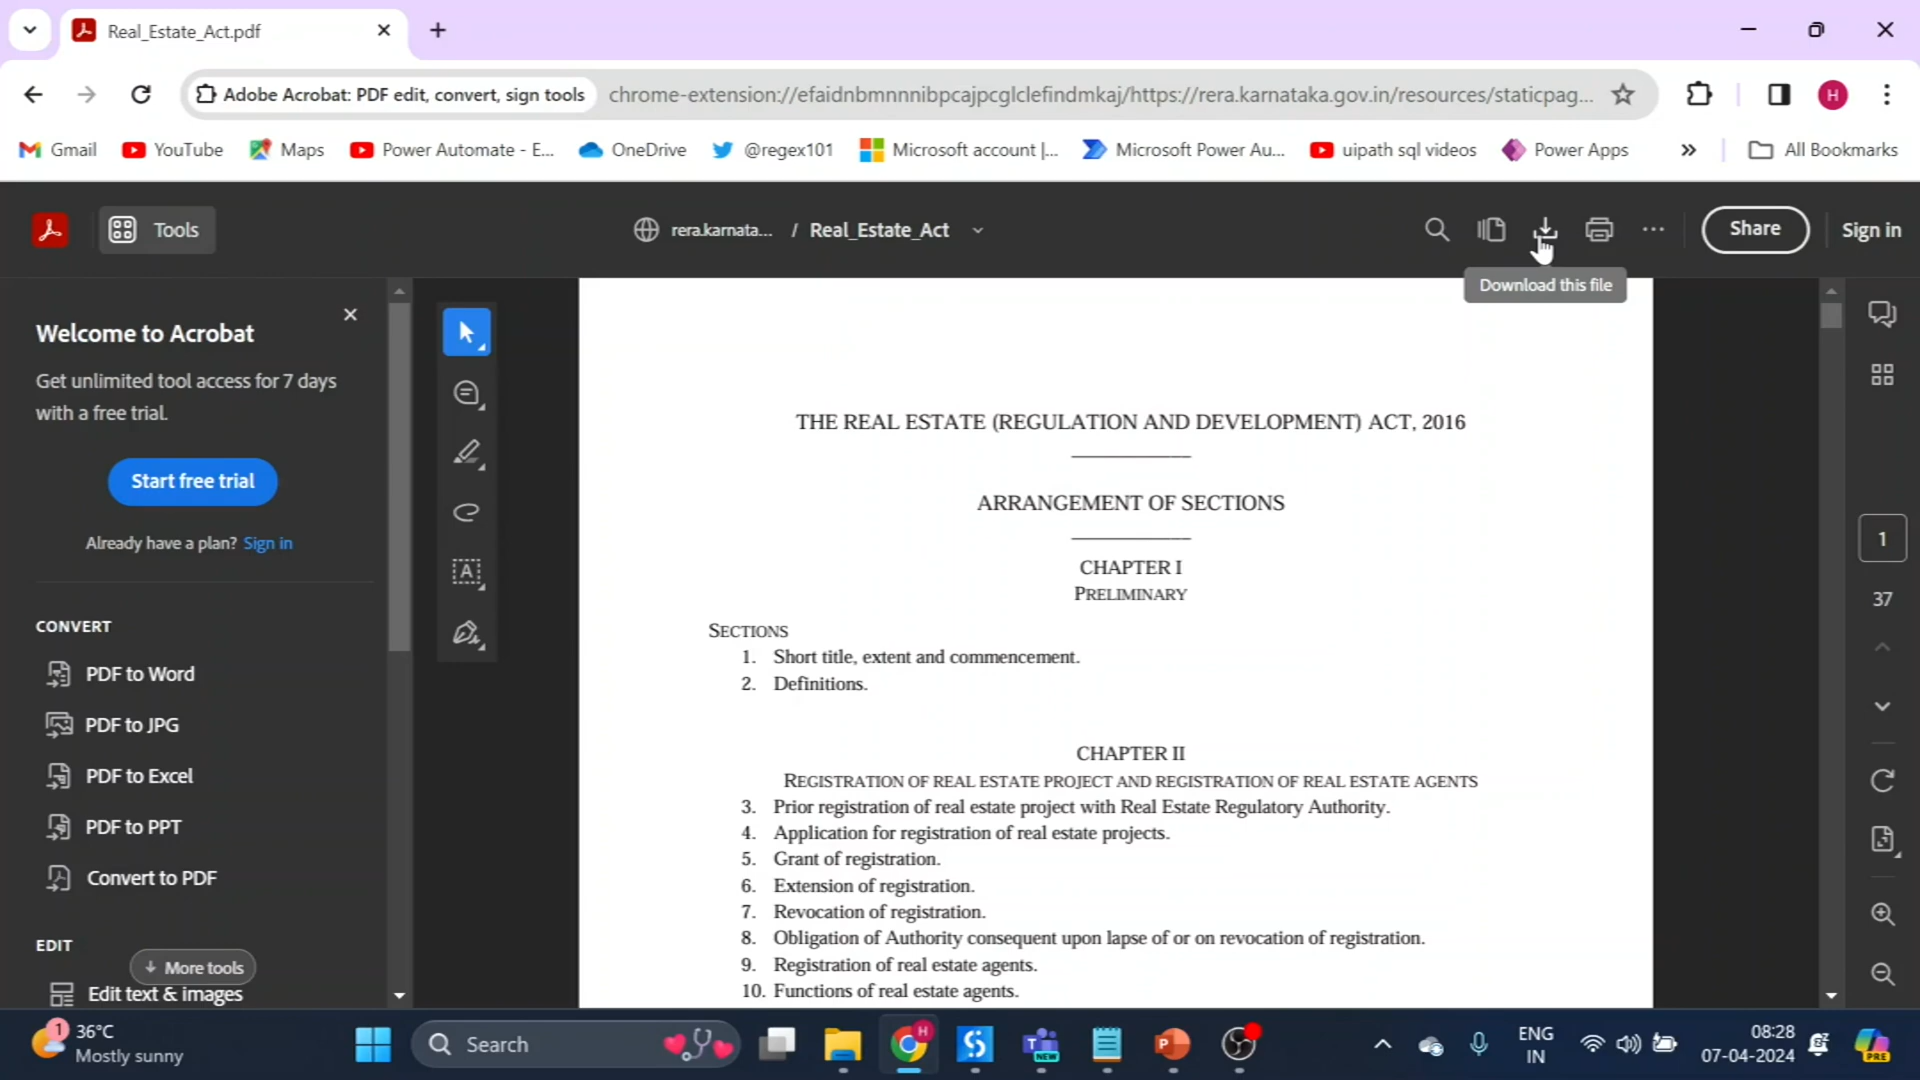 Real_Estate_Act.pdf
Adobe Acrobat: PDF edit, convert, sign tools
chrome-extension://efaidnbmnnnibpcajpcglclefindmkaj/https://rera.karnataka.gov.in/resources/staticpag...
H
Gmail
YouTube
Maps
Power Automate - E...
OneDrive
@regex101
Microsoft account |...
Microsoft Power Au...
uipath sql videos
Power Apps
All Bookmarks
Tools
rerakarnata... / Real_Estate_Act
Share
Sign in
Download this file
Welcome to Acrobat
Get unlimited tool access for 7 days
with a free trial.
Start free trial
Already have a plan? Sign in
CONVERT
PDF to Word
PDF to JPG
PDF to Excel
PDF to PPT
Convert to PDF
EDIT
More tools
Edit text & images
THE REAL ESTATE (REGULATION AND DEVELOPMENT) ACT, 2016
ARRANGEMENT OF SECTIONS
CHAPTER I
PRELIMINARY
SECTIONS
1. Short title, extent and commencement.
2. Definitions.
CHAPTER II
REGISTRATION OF REAL ESTATE PROJECT AND REGISTRATION OF REAL ESTATE AGENTS
3. Prior registration of real estate project with Real Estate Regulatory Authority.
4. Application for registration of real estate projects.
5. Grant of registration.
6. Extension of registration.
7. Revocation of registration.
8. Obligation of Authority consequent upon lapse of or on revocation of registration.
9. Registration of real estate agents.
10. Functions of real estate agents.
1
37
1
36°C
Mostly sunny
Search
H
NEW
ENG
IN
08:28
07-04-2024
PRE